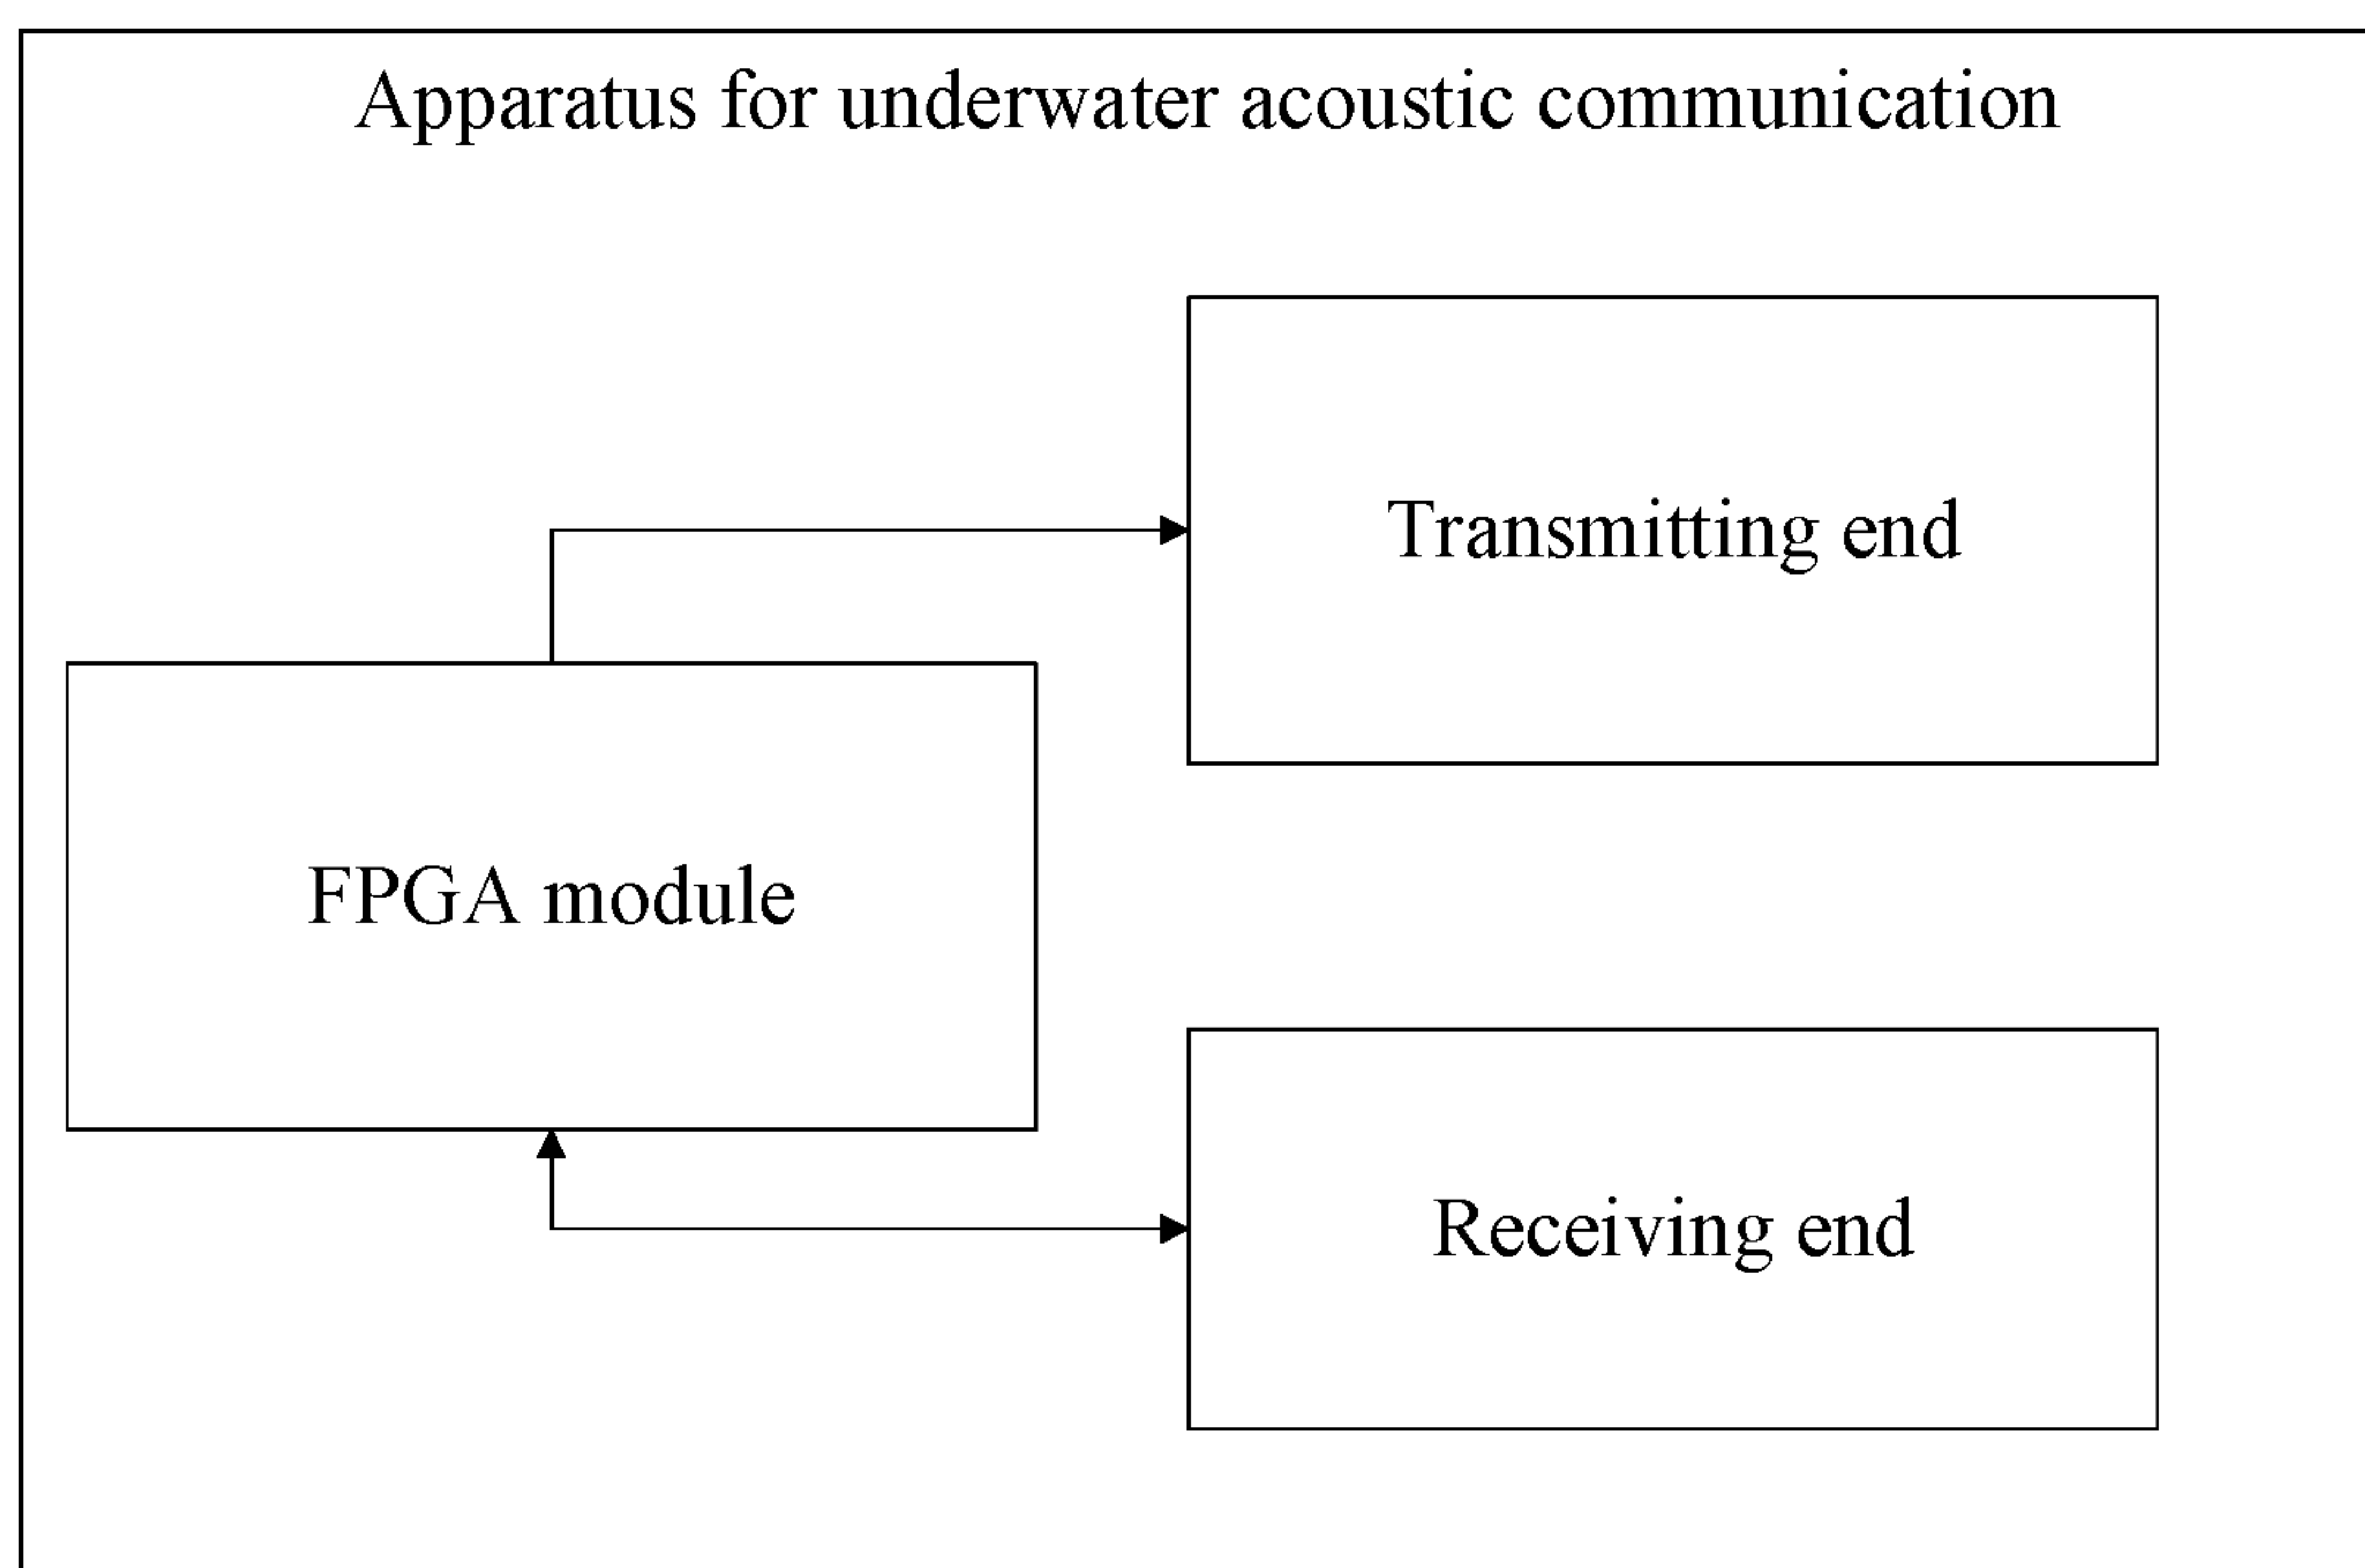 Apparatus for underwater acoustic communication
Transmitting end
FPGA module
Receiving end